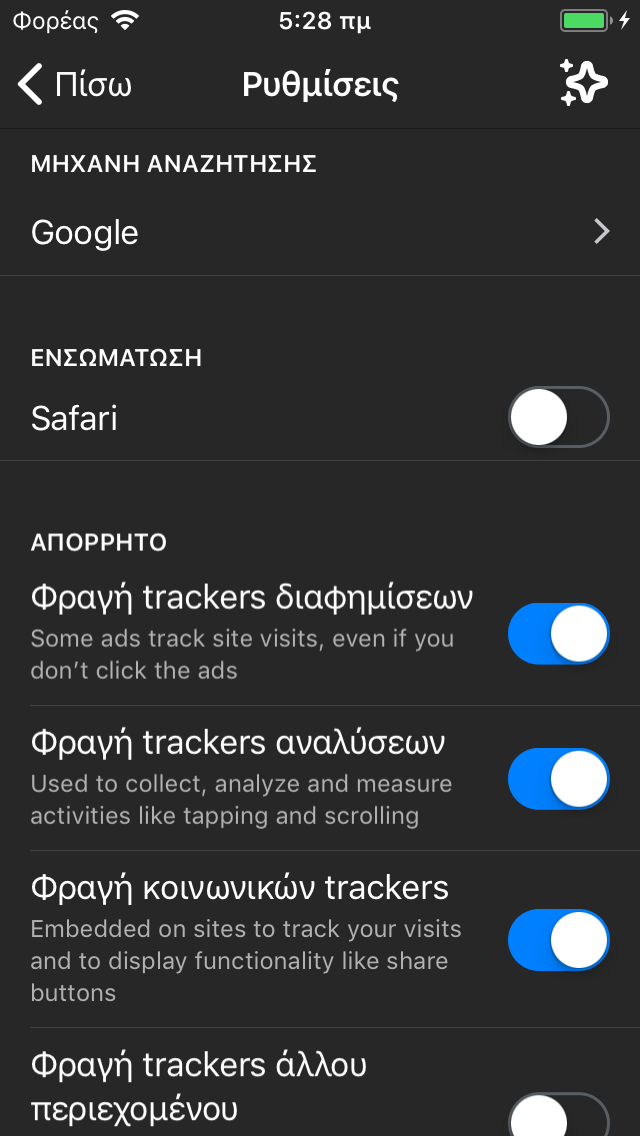 Φορέας 5:28 πμ
Πίσω Ρυθμίσεις
ΜΗΧΑΝΗ ΑΝΑΖΗΤΗΣΗΣ
Google
ΕΝΣΩΜΑΤΩΣΗ
Safari
ΑΠΟΡΡΗΤΟ
Φραγή trackers διαφημίσεων
Some ads track site visits, even if you
don’t click the ads
Φραγή trackers αναλύσεων
Used to collect, analyze and measure
activities like tapping and scrolling
Φραγή κοινωνικών trackers
Embedded on sites to track your visits
and to display functionality like share
buttons
Φραγή trackers άλλου
περιεχομένου